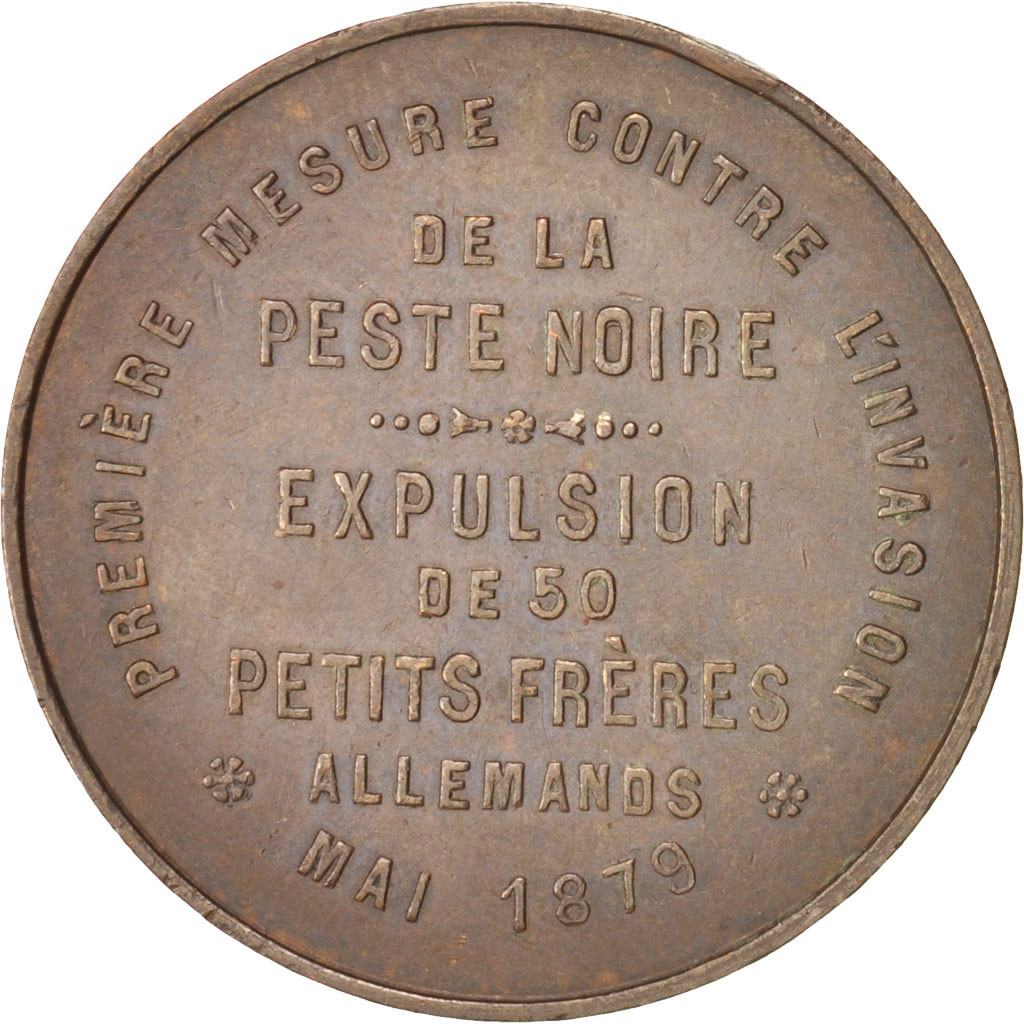 PREMIÈRE MESURE CONTRE L'INVASION
DE LA
PESTE NOIRE
EXPULSION
DE 50
PETITS FRÈRES
ALLEMANDS
MAI 1879